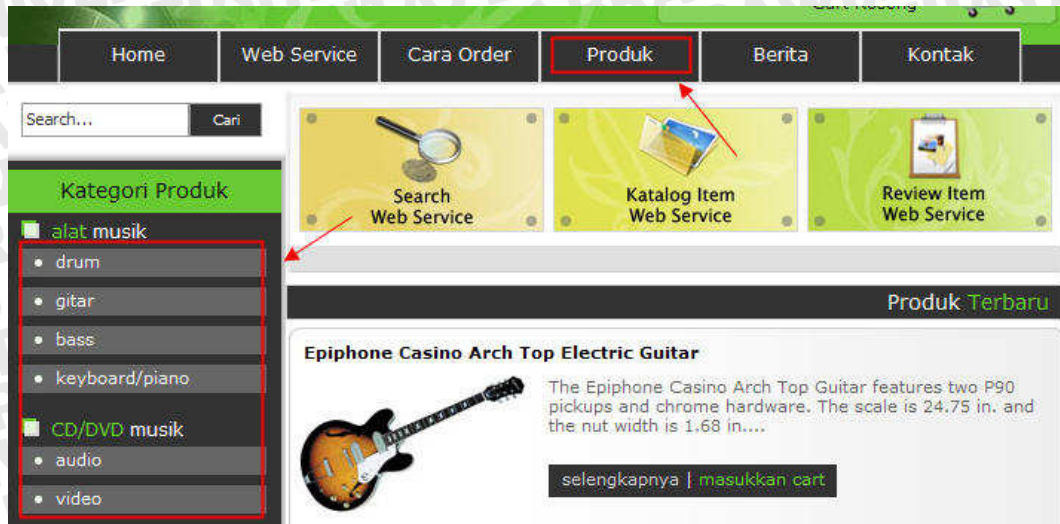 Cart Kosong
Home Web Service Cara Order Produk Berita Kontak
Search... Cari
Kategori Produk
alat musik
drum
gitar
bass
keyboard/piano
CD/DVD musik
audio
video
Search
Web Service
Katalog Item
Web Service
Review Item
Web Service
Produk Terbaru
Epiphone Casino Arch Top Electric Guitar
The Epiphone Casino Arch Top Guitar features two P90
pickups and chrome hardware. The scale is 24.75 in. and
the nut width is 1.68 in....
selengkapnya | masukkan cart